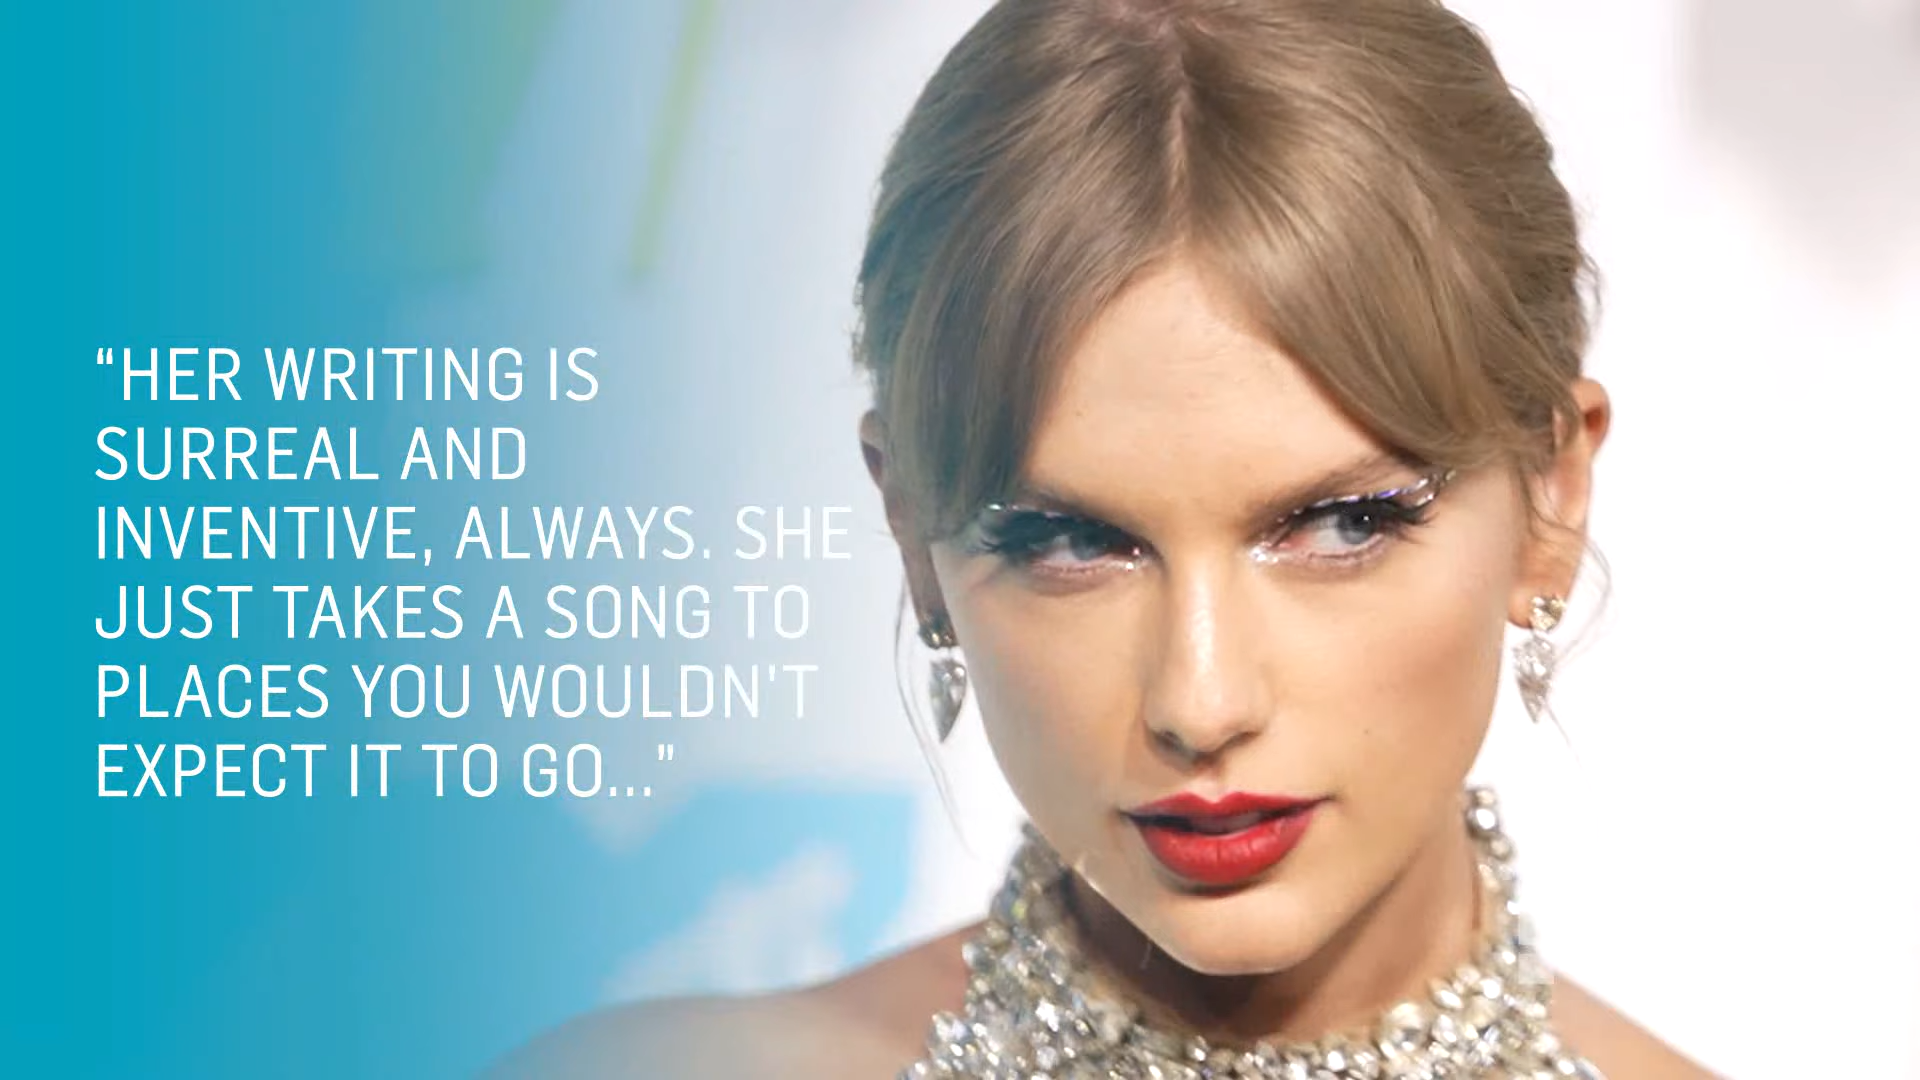 “HER WRITING IS
SURREAL AND
INVENTIVE, ALWAYS. SHE
JUST TAKES A SONG TO
PLACES YOU WOULDN'T
EXPECT IT TO GO...”